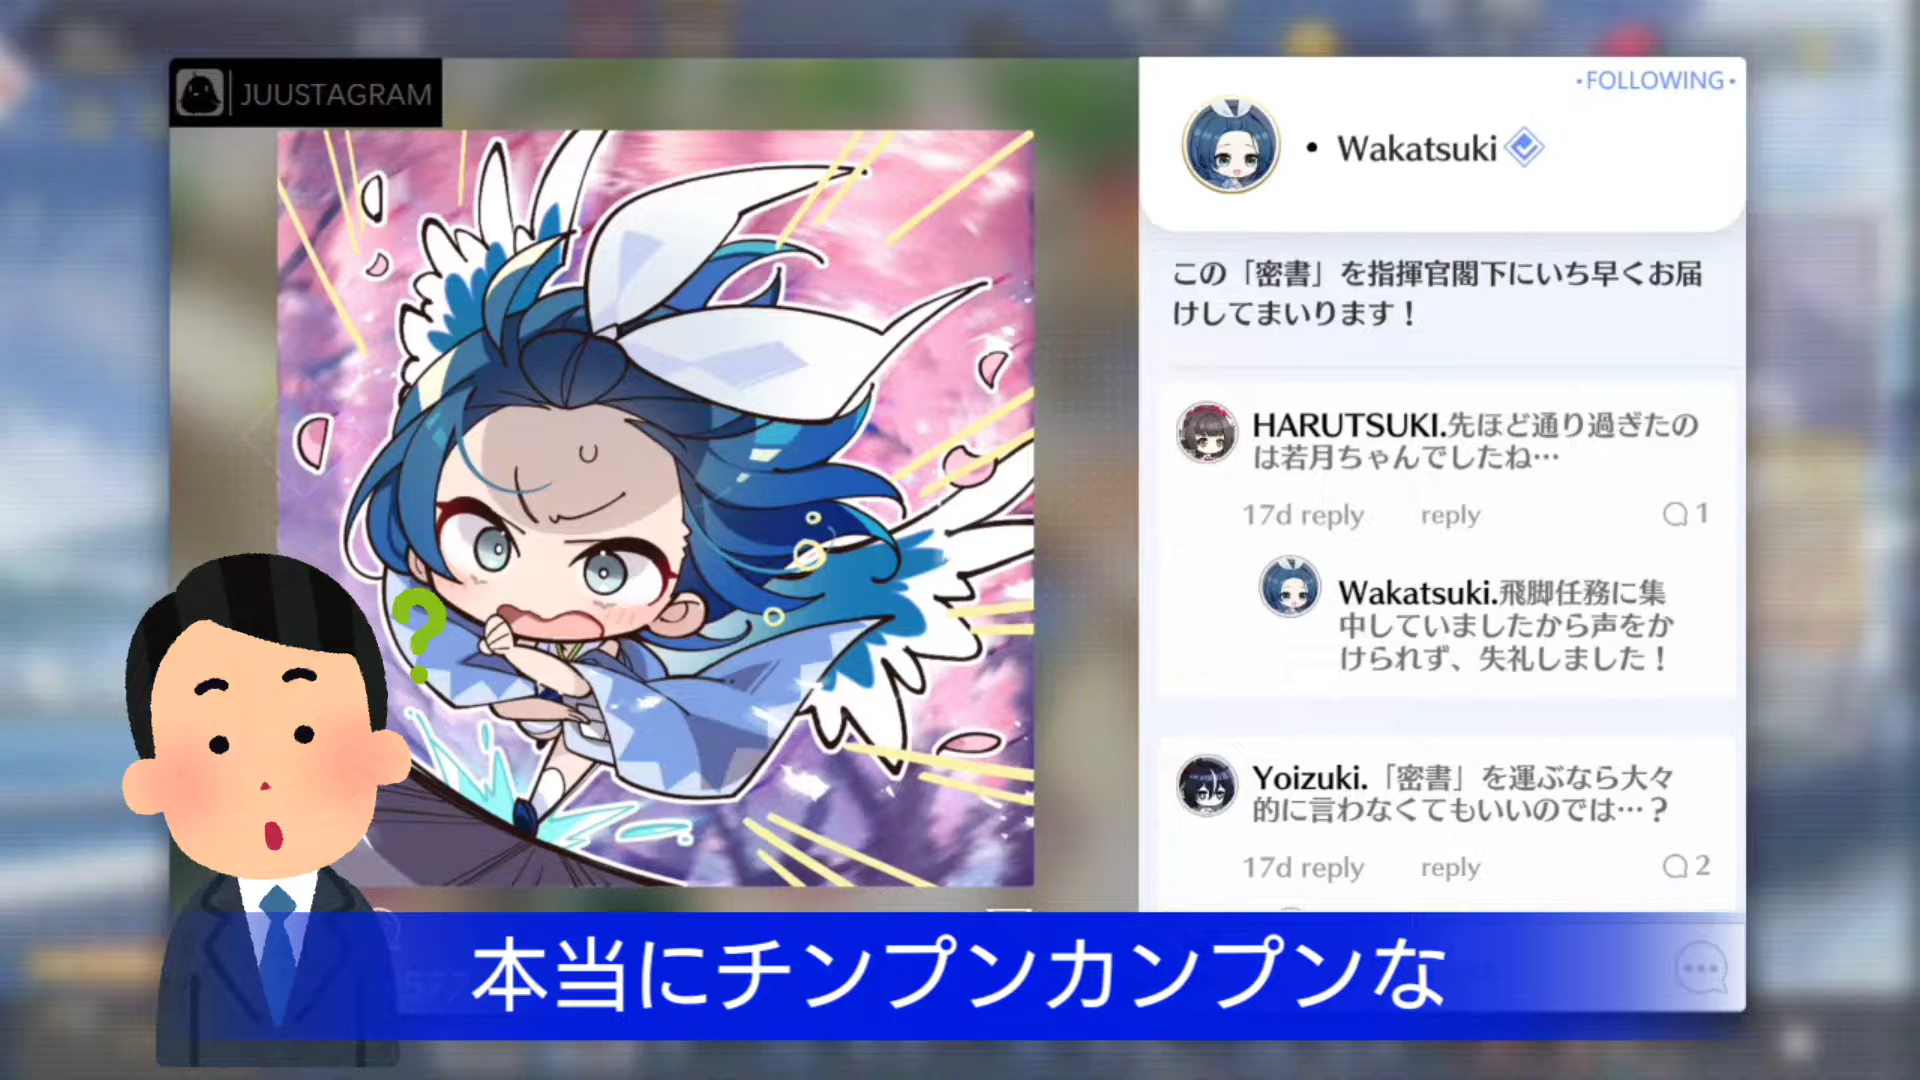 JUUSTAGRAM
•FOLLOWING•
• Wakatsuki
この「密書」を指揮官閣下にいち早くお届
けしてまいります！
HARUTSUKI.先ほど通り過ぎたの
は若月ちゃんでしたね…
17d reply reply 1
Wakatsuki.飛脚任務に集
中していましたから声をか
けられず、失礼しました！
Yoizuki.「密書」を運ぶなら大々
的に言わなくてもいいのでは…？
17d reply reply 2
?
本当にチンプンカンプンな